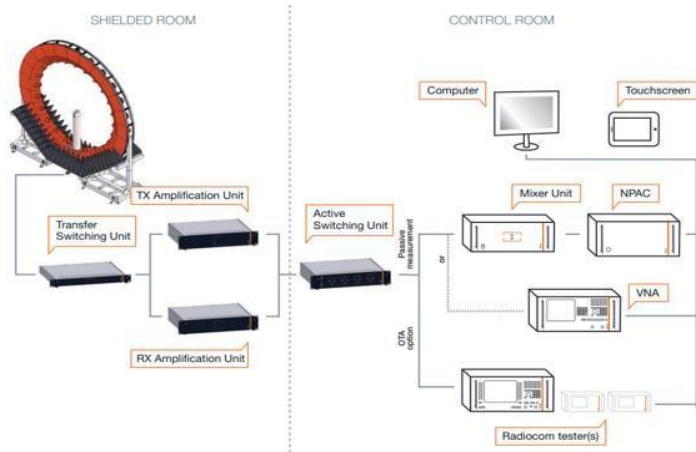 SHIELDED ROOM
CONTROL ROOM
Computer
Touchscreen
TX Amplification Unit
Transfer
Switching Unit
Active
Switching Unit
Mixer Unit
NPAC
Passive
measurement
or
VNA
OTA
option
RX Amplification Unit
Radiocom tester(s)